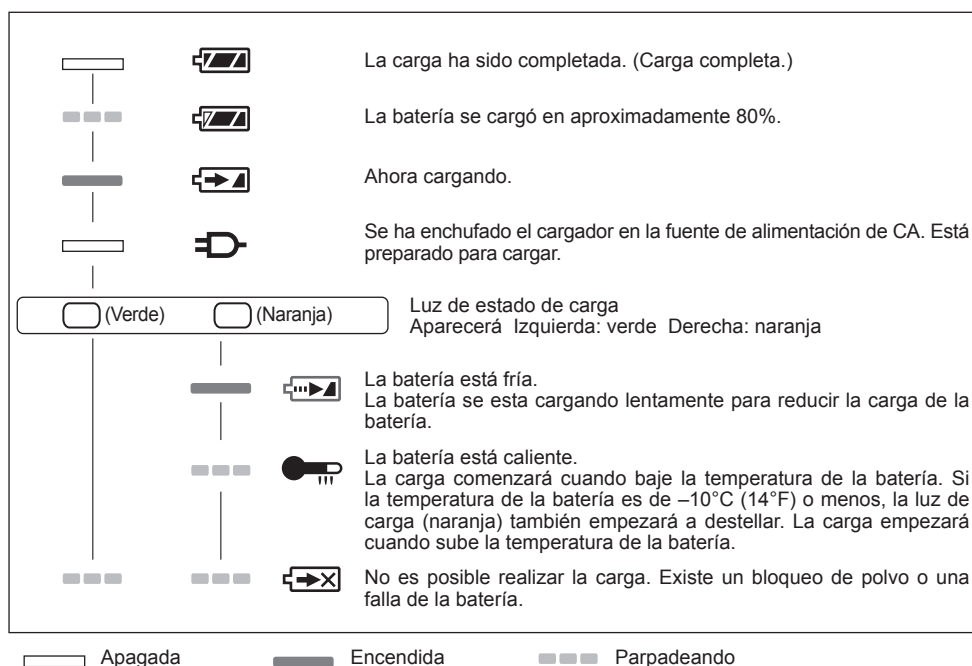 La carga ha sido completada. (Carga completa.)
La batería se cargó en aproximadamente 80%.
Ahora cargando.
Se ha enchufado el cargador en la fuente de alimentación de CA. Está
preparado para cargar.
(Verde) (Naranja)
Luz de estado de carga
Aparecerá Izquierda: verde Derecha: naranja
La batería está fría.
La batería se esta cargando lentamente para reducir la carga de la
batería.
La batería está caliente.
La carga comenzará cuando baje la temperatura de la batería. Si
la temperatura de la batería es de –10°C (14°F) o menos, la luz de
carga (naranja) también empezará a destellar. La carga empezará
cuando sube la temperatura de la batería.
No es posible realizar la carga. Existe un bloqueo de polvo o una
falla de la batería.
Apagada Encendida Parpadeando